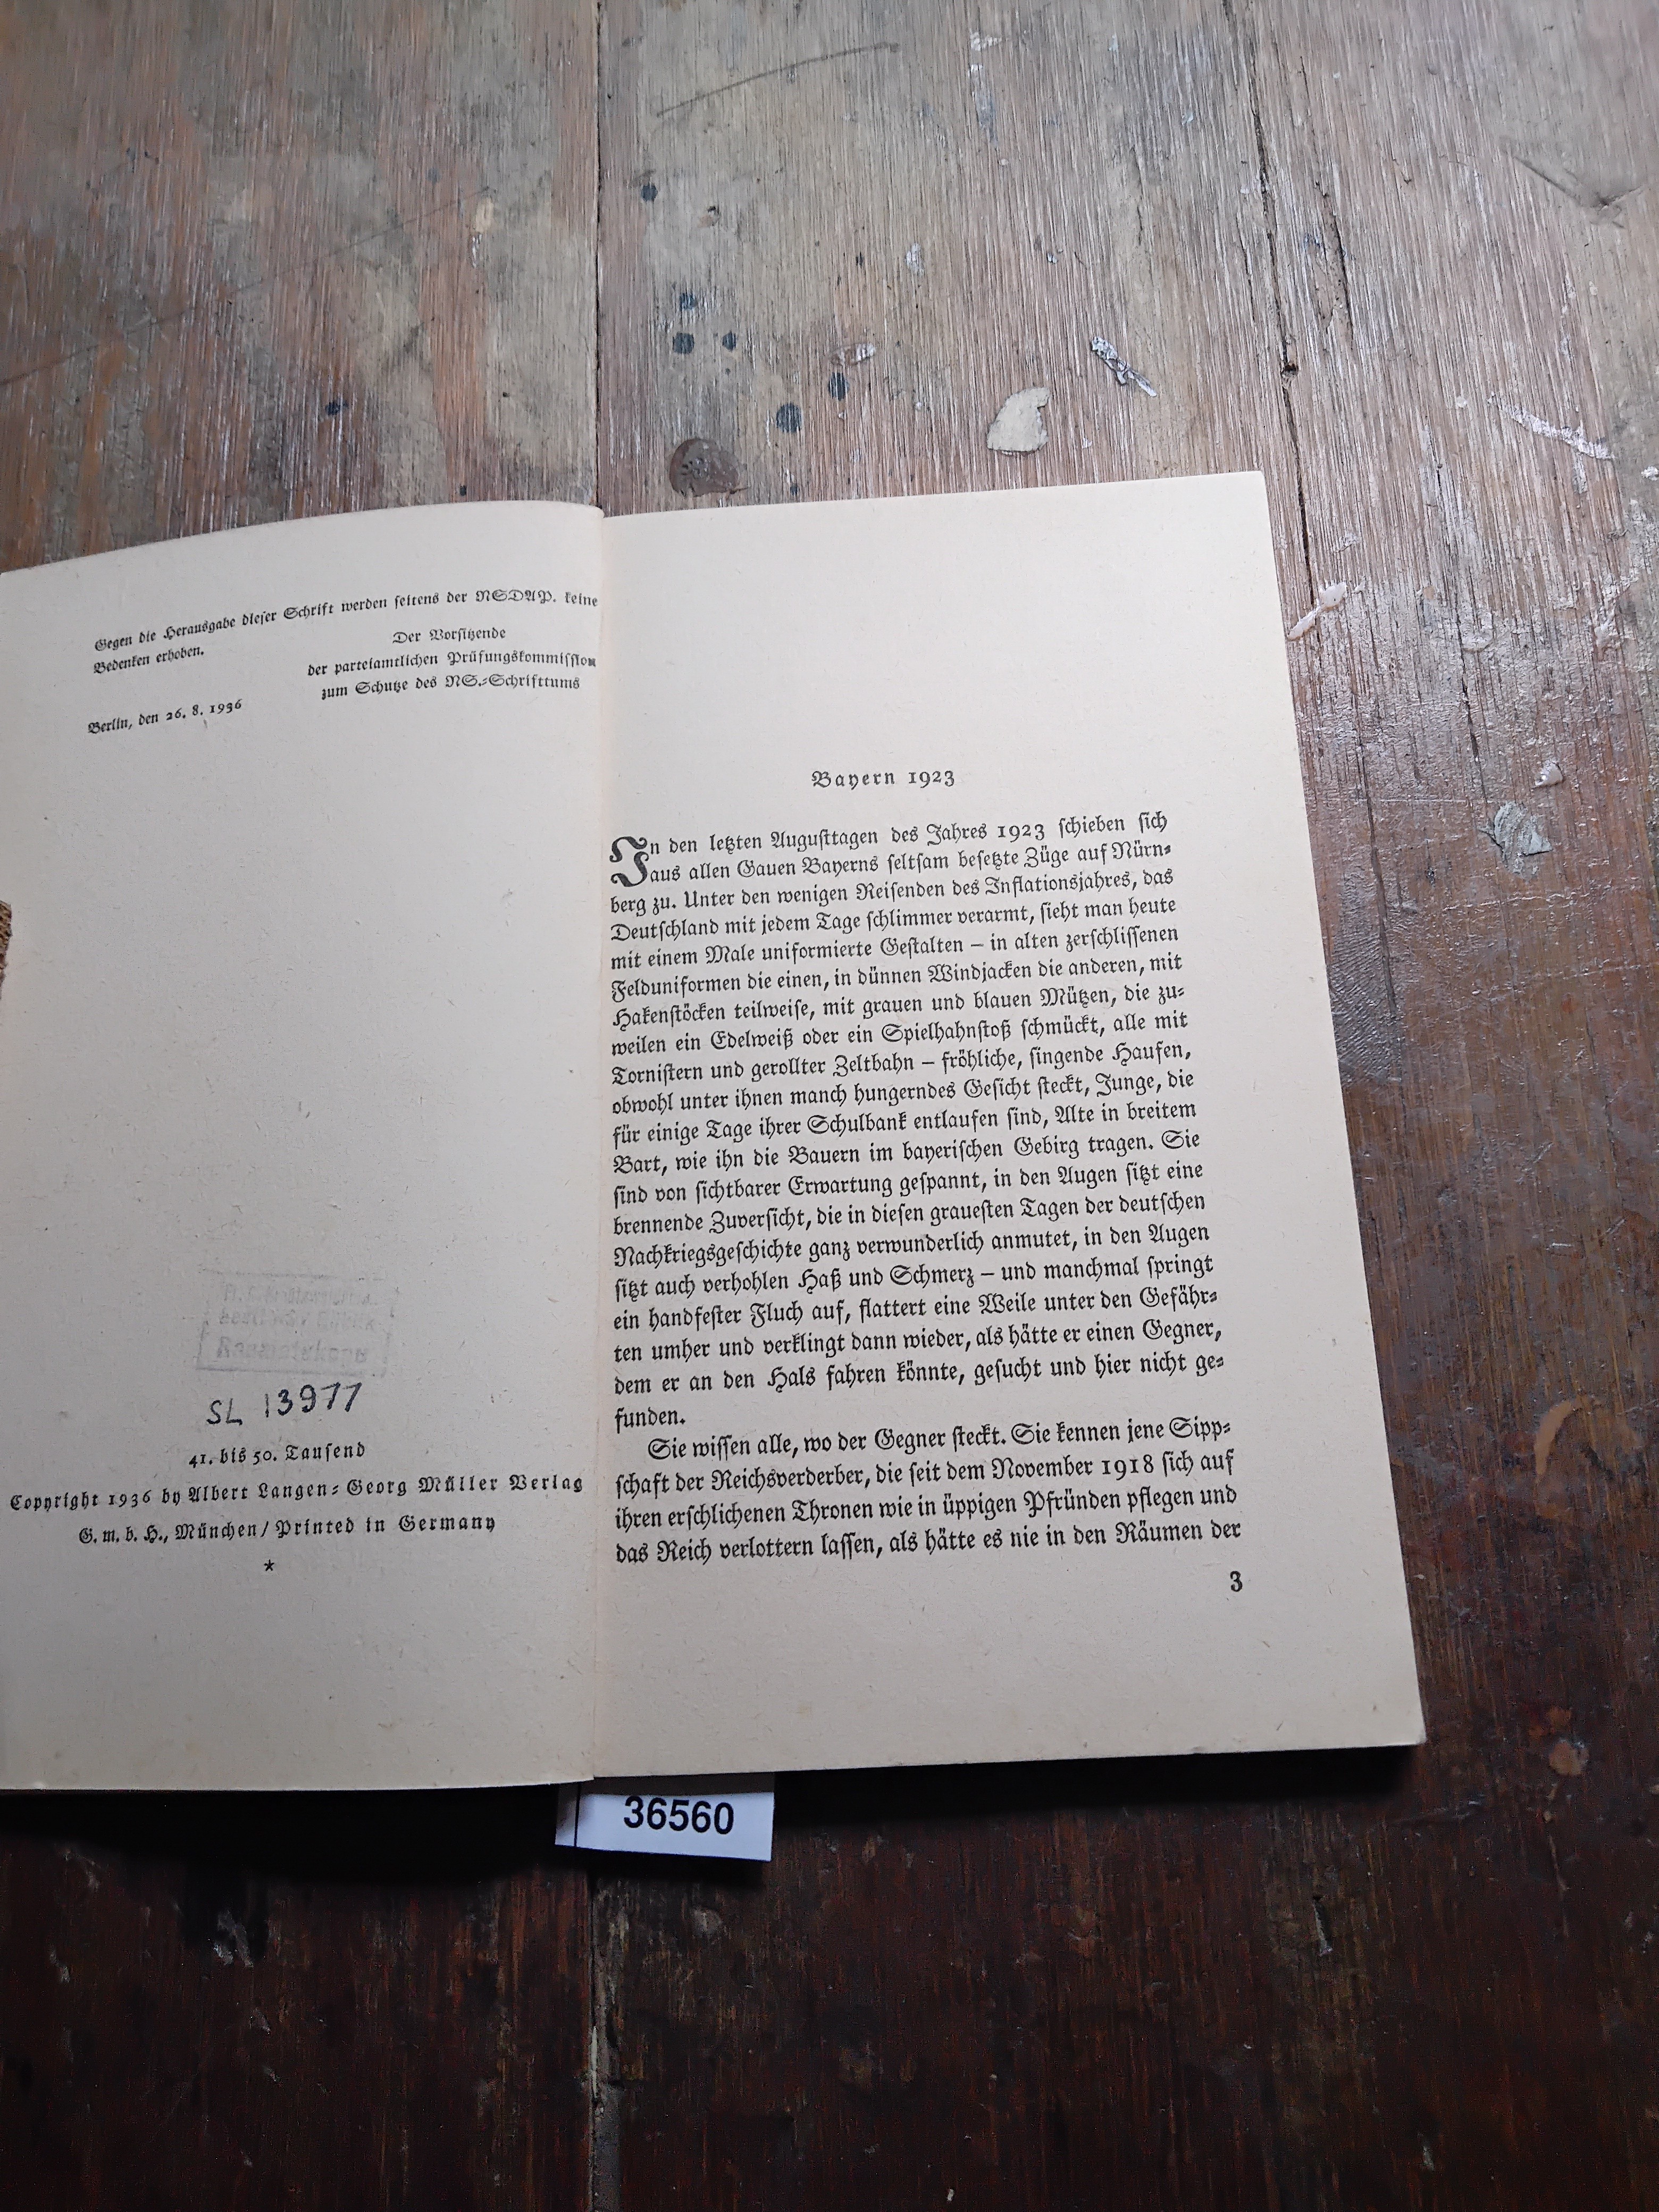 Gegen die Herausgabe dieser Schrift werden seitens der NSDAP. keine
Bedenken erhoben.
Der Vorsitzende
der parteiamtlichen Prüfungskommission
zum Schutze des NS.-Schrifttums
Berlin, den 26. 8. 1936
SL 13977
41. bis 50. Tausend
Copyright 1936 by Albert Langen-Georg Müller Verlag
G. m. b. H., München / Printed in Germany
*
Bayern 1923
In den letzten Augusttagen des Jahres 1923 schieben sich
aus allen Gauen Bayerns seltsam besetzte Züge auf Nürn-
berg zu. Unter den wenigen Reisenden des Inflationsjahres, das
Deutschland mit jedem Tage schlimmer verarmt, sieht man heute
mit einem Male uniformierte Gestalten – in alten zerschlissenen
Felduniformen die einen, in dünnen Windjacken die anderen, mit
Hakenstöcken teilweise, mit grauen und blauen Mützen, die zu-
weilen ein Edelweiß oder ein Spielhahnstoß schmückt, alle mit
Tornistern und gerollter Zeltbahn – fröhliche, singende Haufen,
obwohl unter ihnen manch hungerndes Gesicht steckt, Junge, die
für einige Tage ihrer Schulbank entlaufen sind, Alte in breitem
Bart, wie ihn die Bauern im bayerischen Gebirg tragen. Sie
sind von sichtbarer Erwartung gespannt, in den Augen sitzt eine
brennende Zuversicht, die in diesen grauesten Tagen der deutschen
Nachkriegsgeschichte ganz verwunderlich anmutet, in den Augen
sitzt auch verhohlen Haß und Schmerz – und manchmal springt
ein handfester Fluch auf, flattert eine Weile unter den Gefähr-
ten umher und verklingt dann wieder, als hätte er einen Gegner,
dem er an den Hals fahren könnte, gesucht und hier nicht ge-
funden.
Sie wissen alle, wo der Gegner steckt. Sie kennen jene Sipp-
schaft der Reichsverderber, die seit dem November 1918 sich auf
ihren erschlichenen Thronen wie in üppigen Pfründen pflegen und
das Reich verlottern lassen, als hätte es nie in den Räumen der
3
36560